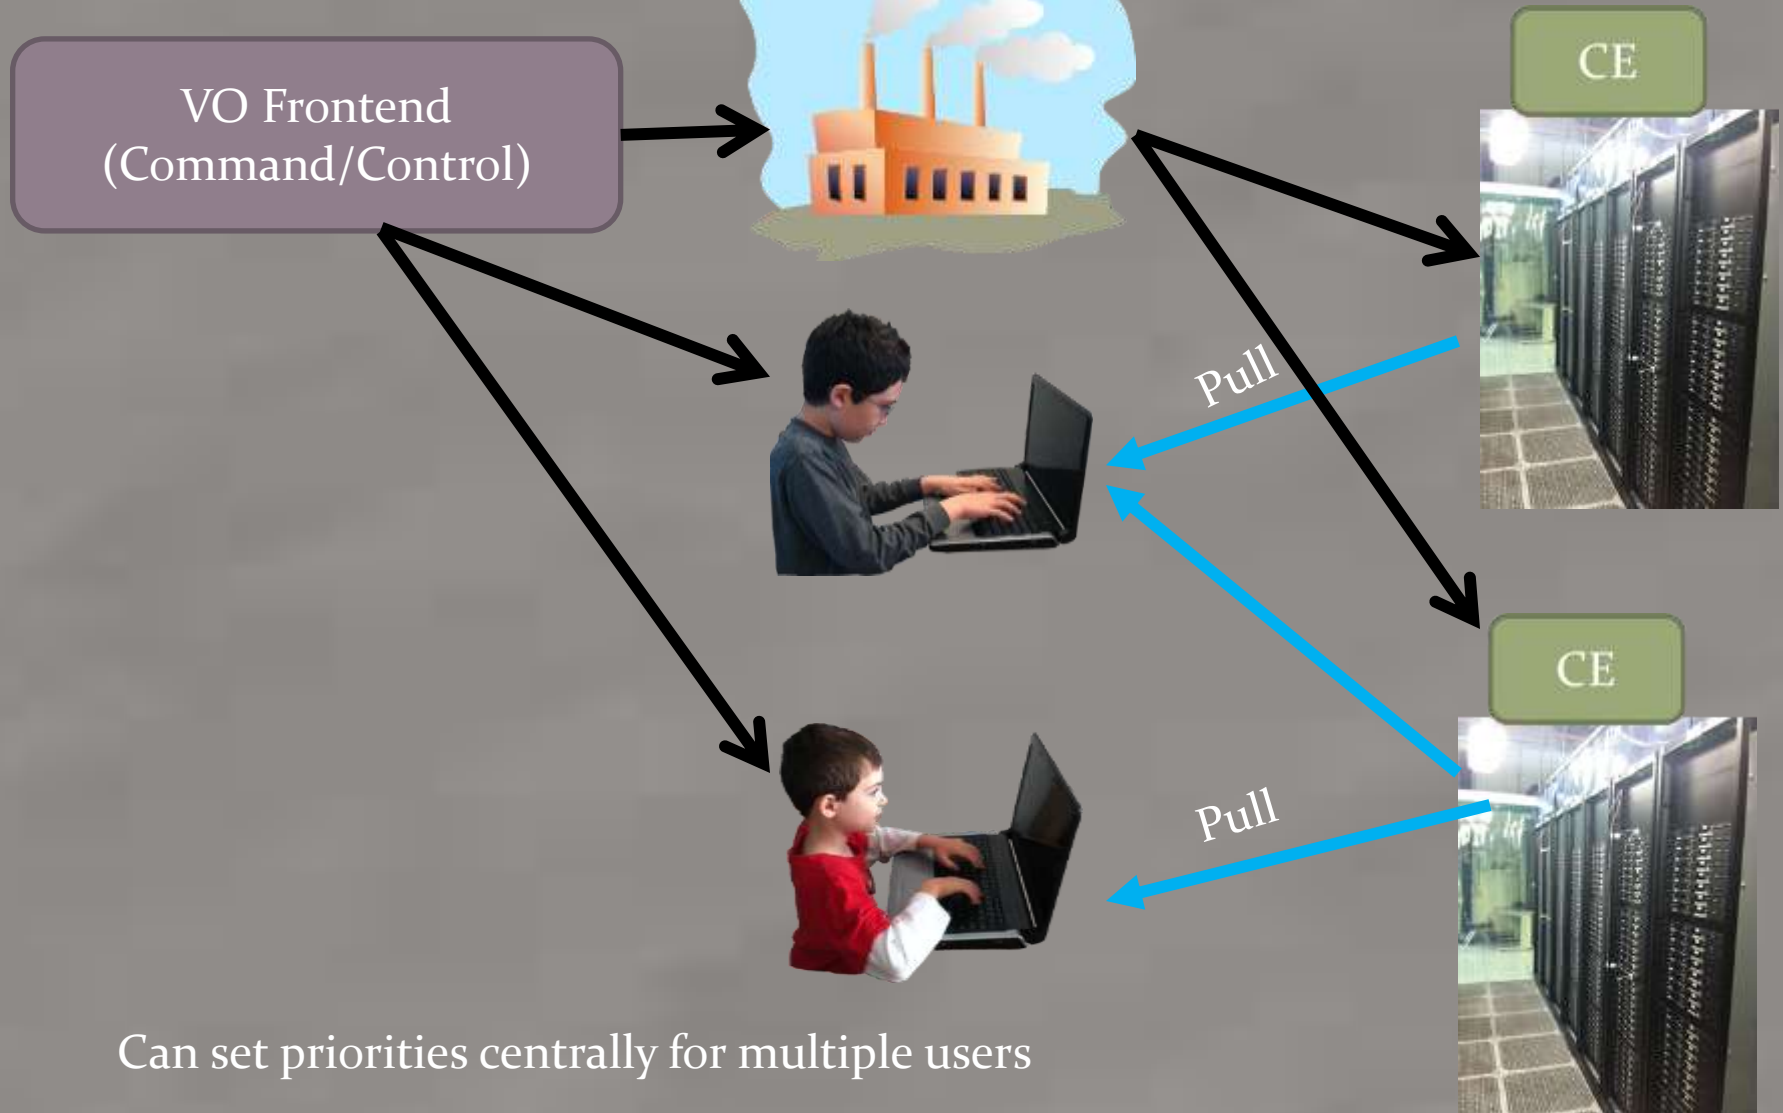 VO Frontend
(Command/Control)
CE
Pull
CE
Pull
Can set priorities centrally for multiple users